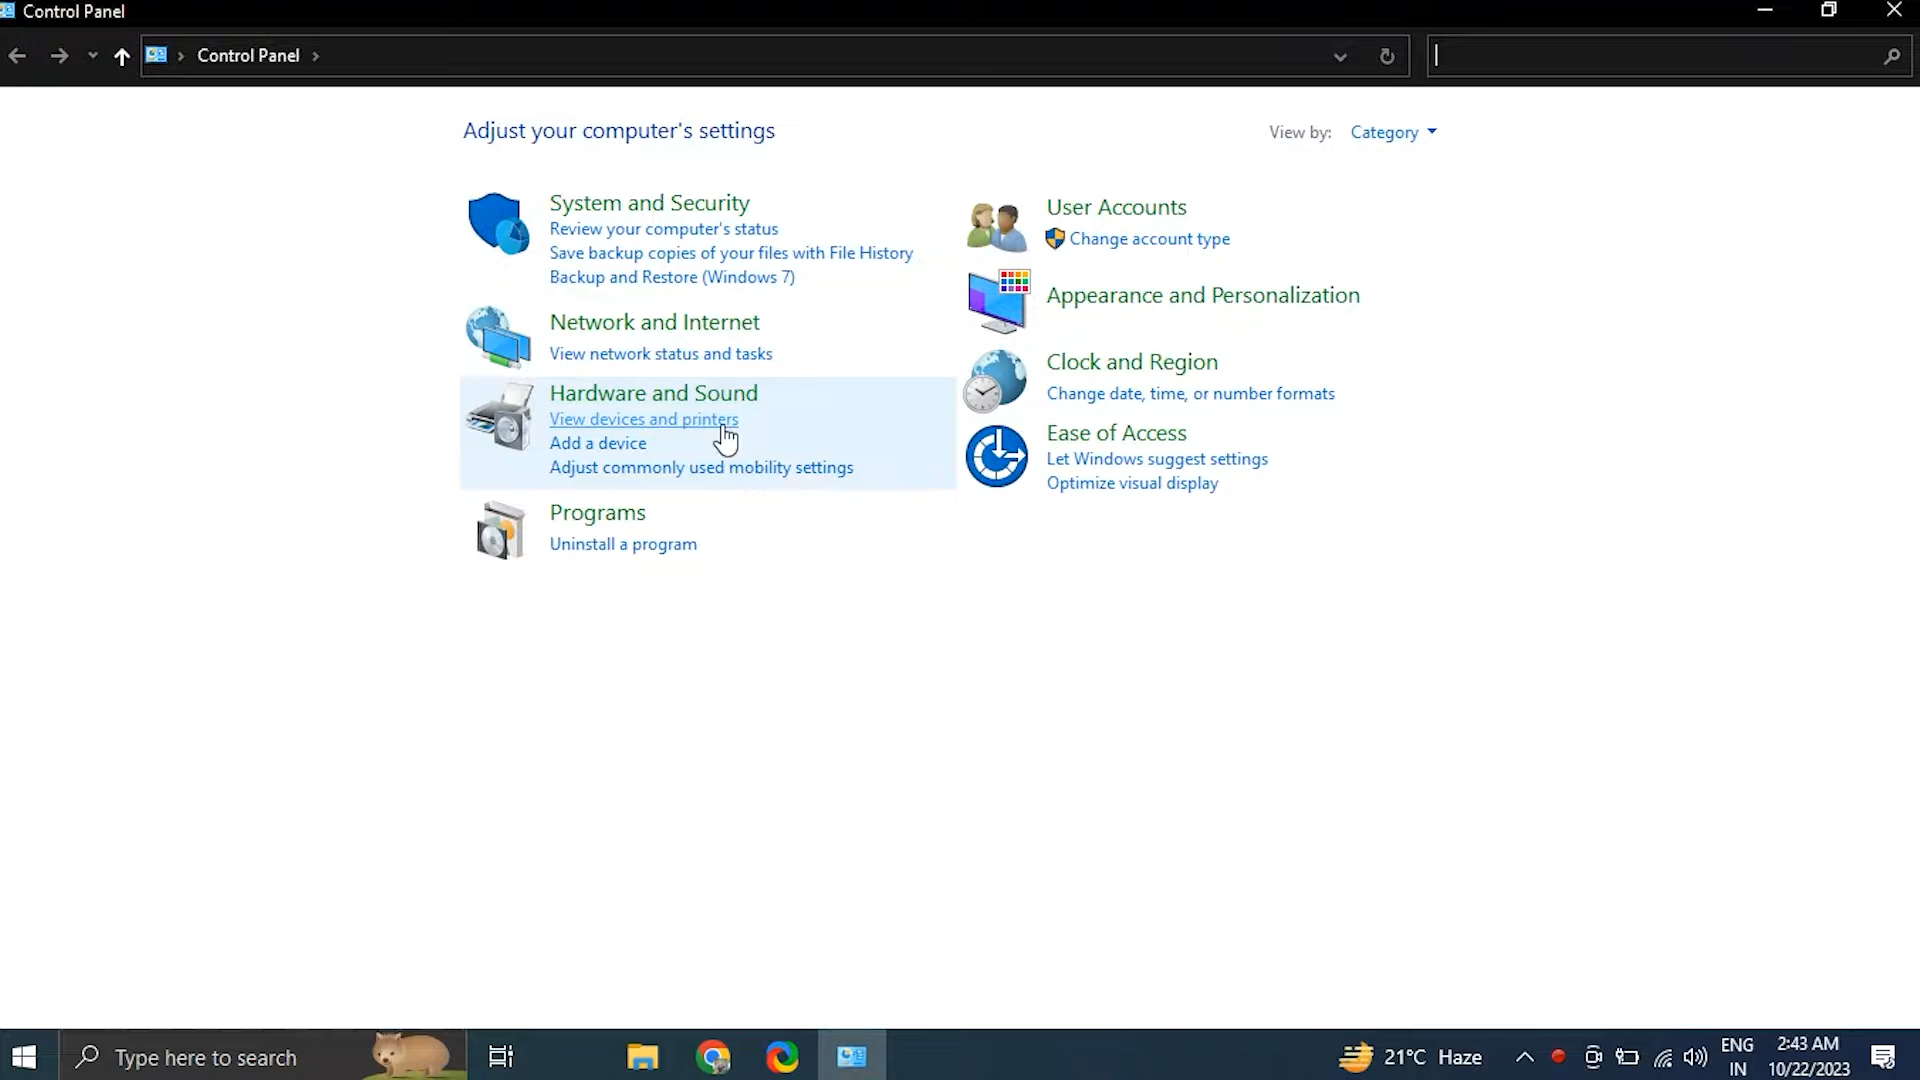 Control Panel
Control Panel
Adjust your computer's settings
View by: Category
System and Security
Review your computer's status
Save backup copies of your files with File History
Backup and Restore (Windows 7)
Network and Internet
View network status and tasks
Hardware and Sound
View devices and printers
Add a device
Adjust commonly used mobility settings
Programs
Uninstall a program
User Accounts
Change account type
Appearance and Personalization
Clock and Region
Change date, time, or number formats
Ease of Access
Let Windows suggest settings
Optimize visual display
Type here to search
21°C Haze
ENG
IN
2:43 AM
10/22/2023